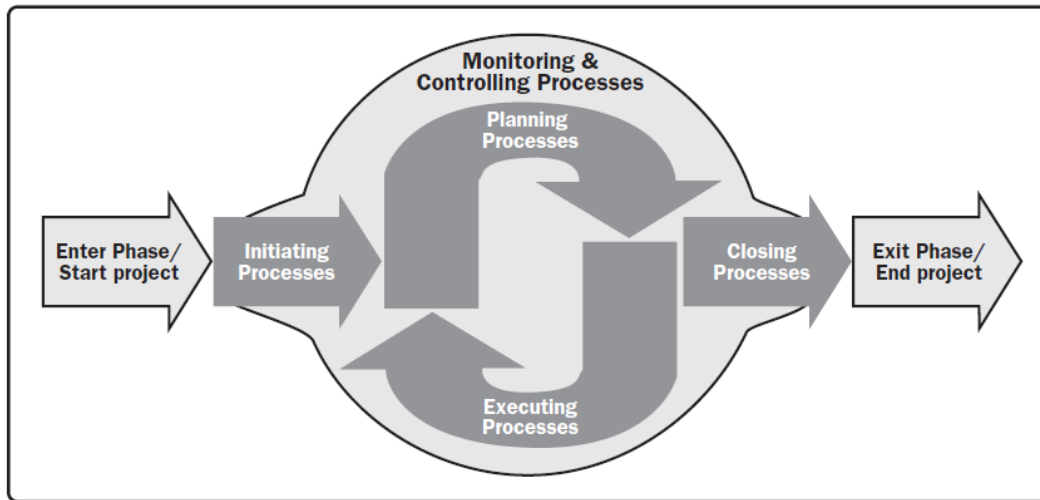 Monitoring &
Controlling Processes
Planning
Processes
Enter Phase/
Start project
Initiating
Processes
Closing
Processes
Exit Phase/
End project
Executing
Processes